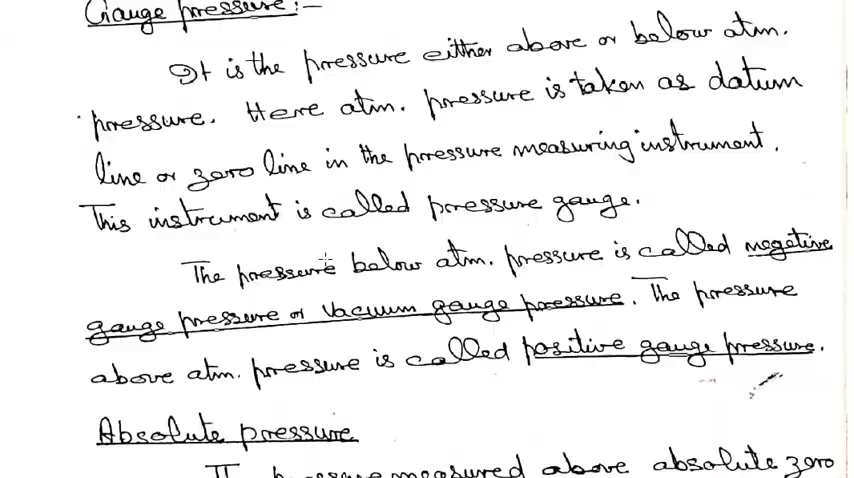 Gauge pressure:-
It is the pressure either above or below atm.
pressure. Here atm. pressure is taken as datum
line or zero line in the pressure measuring instrument.
This instrument is called pressure gauge.
The pressure below atm. pressure is called negetive
gauge pressure or vacuum gauge pressure. The pressure
above atm. pressure is called positive gauge pressure.
Absolute pressure
pressure measured above absolute zero